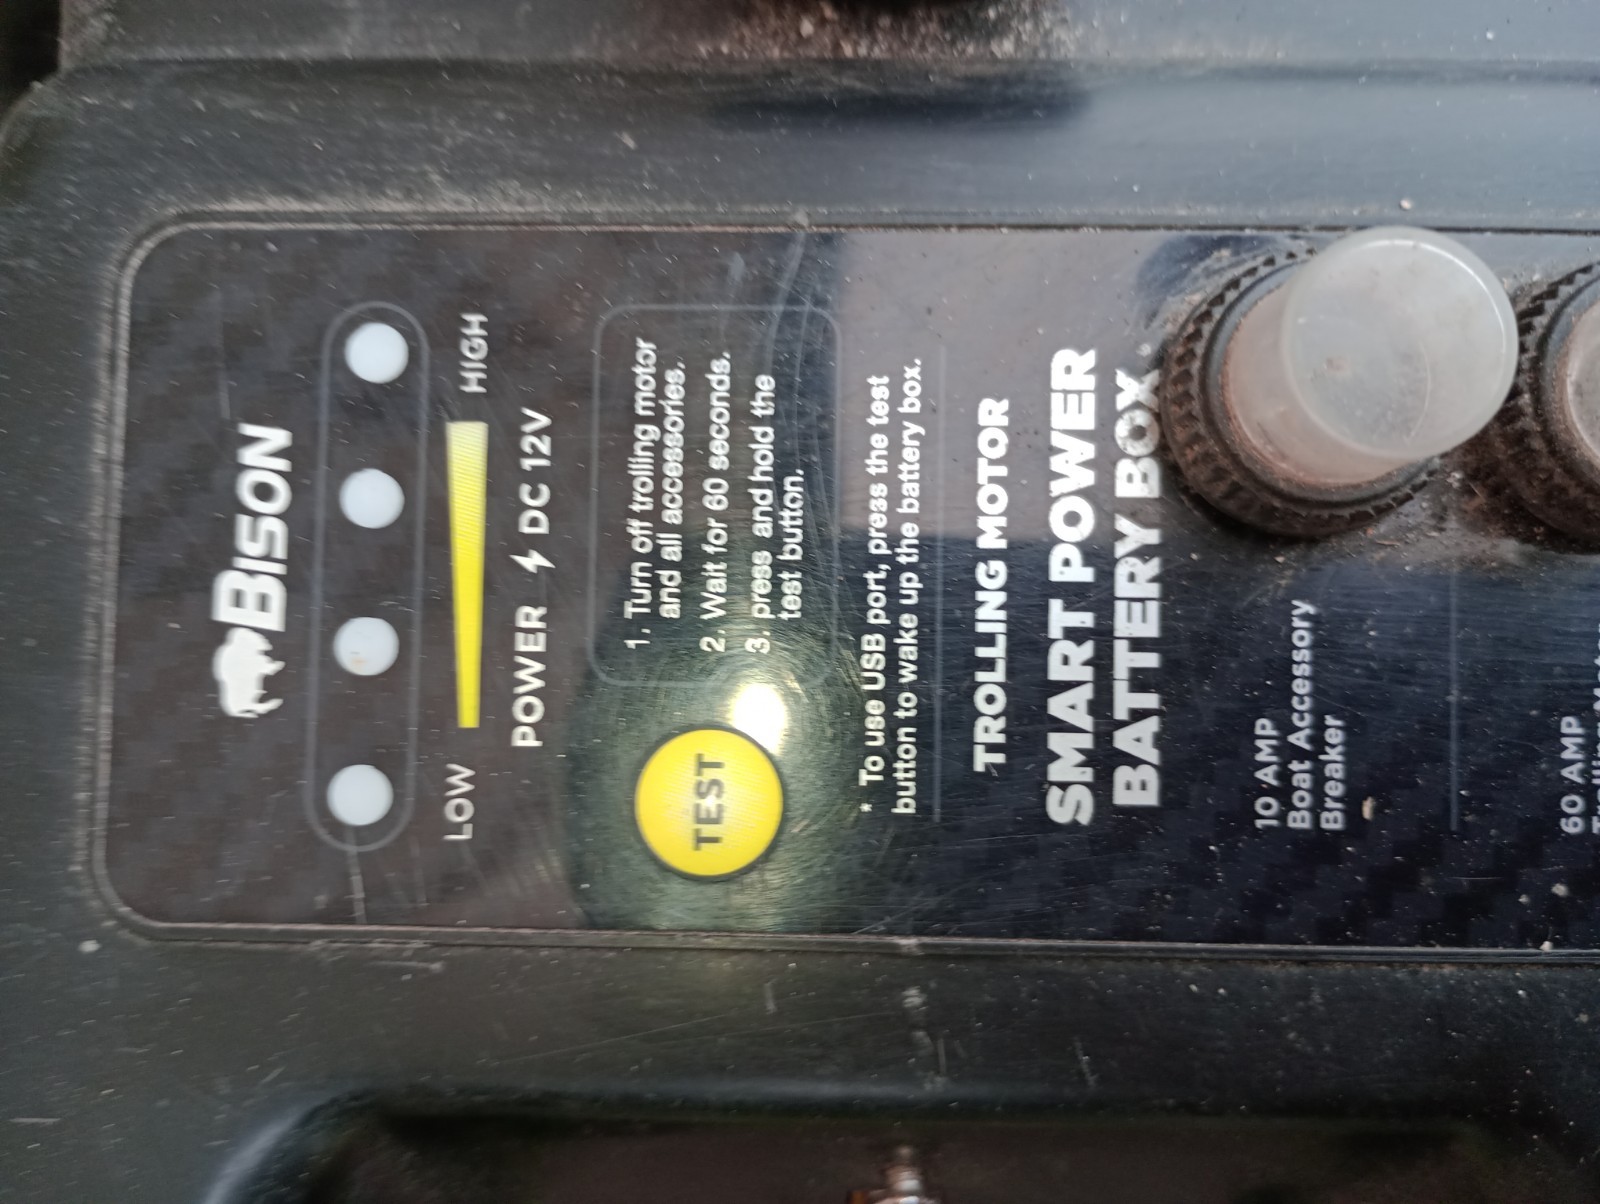 BISON
LOW HIGH
POWER DC 12V
TEST
1. Turn off trolling motor
and all accessories.
2. Wait for 60 seconds.
3. press and hold the
test button.
* To use USB port, press the test
button to wake up the battery box.
TROLLING MOTOR
SMART POWER
BATTERY BOX
10 AMP
Boat Accessory
Breaker
60 AMP